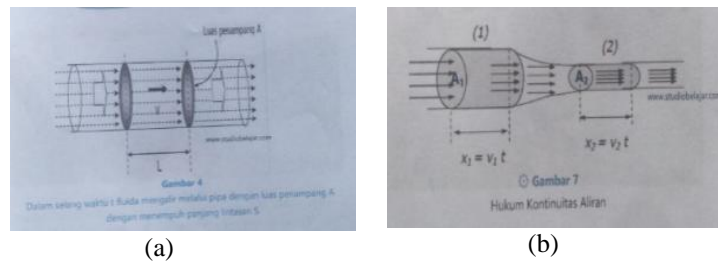 Luas penampang A
V
www.studiobelajar.com
L
Gambar 4
Dalam selang waktu t fluida mengalir melalui pipa dengan luas penampang A
dengan menempuh panjang lintasan S
(a)
(1)
(2)
A₁
A₂
www.studiobelajar.com
x₁ = v₁ t
x₂ = v₂ t
Gambar 7
Hukum Kontinuitas Aliran
(b)